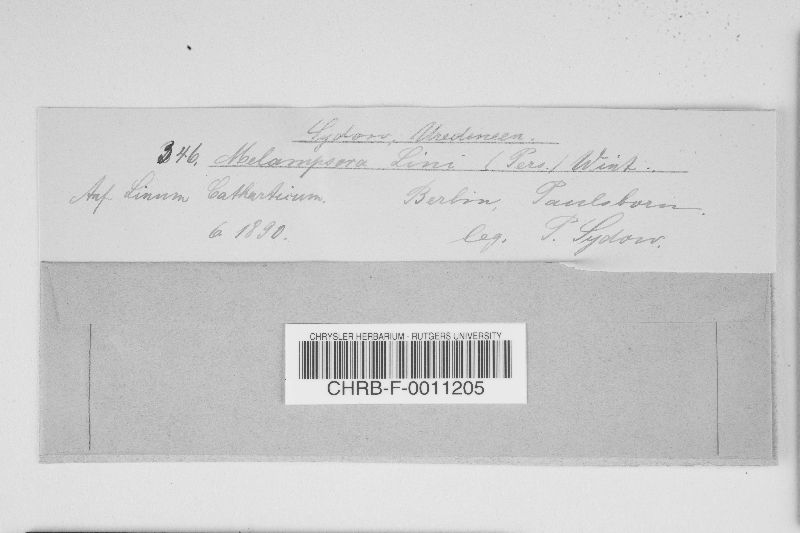 Sydow, Uredineen.
346. Melampsora Lini (Pers.) Wint.
Auf Linum Catharticum. Berlin, Paulsborn.
6 1890. leg. P. Sydow.
CHRYSLER HERBARIUM - RUTGERS UNIVERSITY
CHRB-F-0011205